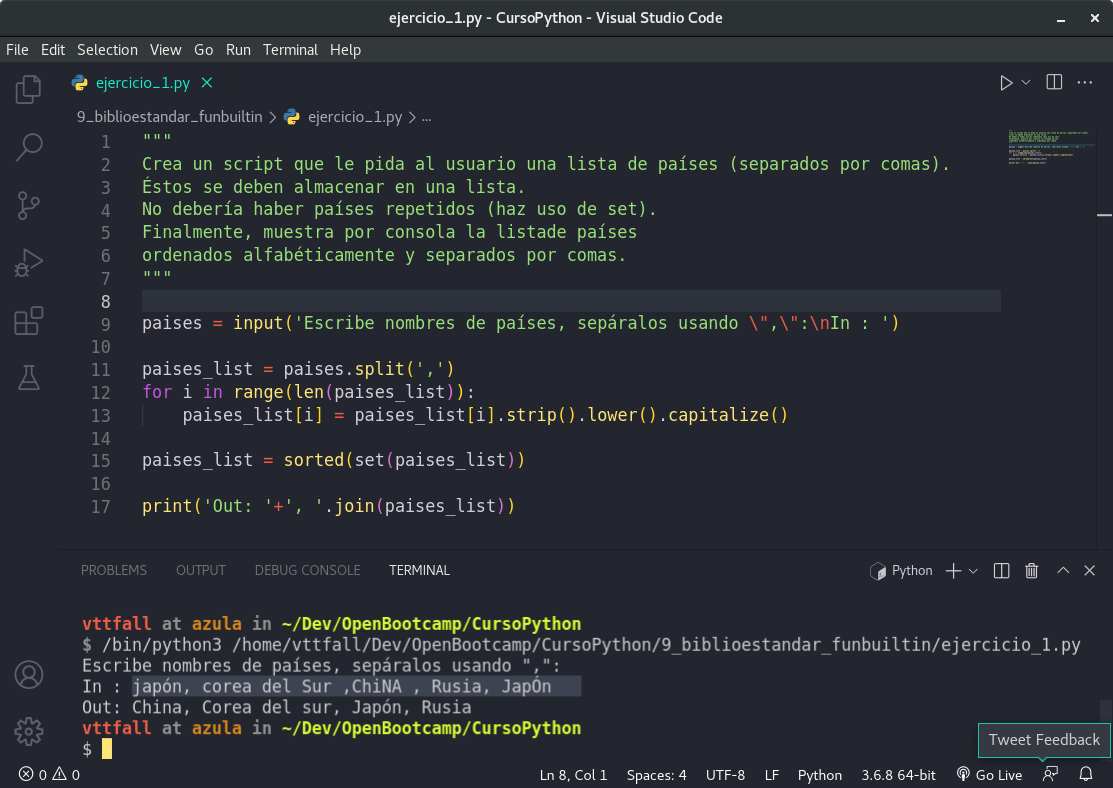 ejercicio_1.py - CursoPython - Visual Studio Code
File Edit Selection View Go Run Terminal Help
ejercicio_1.py
9_biblioestandar_funbuiltin > ejercicio_1.py > ...
1 """
2 Crea un script que le pida al usuario una lista de países (separados por comas).
3 Éstos se deben almacenar en una lista.
4 No debería haber países repetidos (haz uso de set).
5 Finalmente, muestra por consola la listade países
6 ordenados alfabéticamente y separados por comas.
7 """
8
9 paises = input('Escribe nombres de países, sepáralos usando \",\":\nIn : ')
10
11 paises_list = paises.split(',')
12 for i in range(len(paises_list)):
13     paises_list[i] = paises_list[i].strip().lower().capitalize()
14
15 paises_list = sorted(set(paises_list))
16
17 print('Out: '+', '.join(paises_list))
PROBLEMS OUTPUT DEBUG CONSOLE TERMINAL Python
vttfall at azula in ~/Dev/OpenBootcamp/CursoPython
$ /bin/python3 /home/vttfall/Dev/OpenBootcamp/CursoPython/9_biblioestandar_funbuiltin/ejercicio_1.py
Escribe nombres de países, sepáralos usando ",":
In : japón, corea del Sur ,ChiNA , Rusia, JapÓn
Out: China, Corea del sur, Japón, Rusia
vttfall at azula in ~/Dev/OpenBootcamp/CursoPython
$
Tweet Feedback
0 0 Ln 8, Col 1 Spaces: 4 UTF-8 LF Python 3.6.8 64-bit Go Live